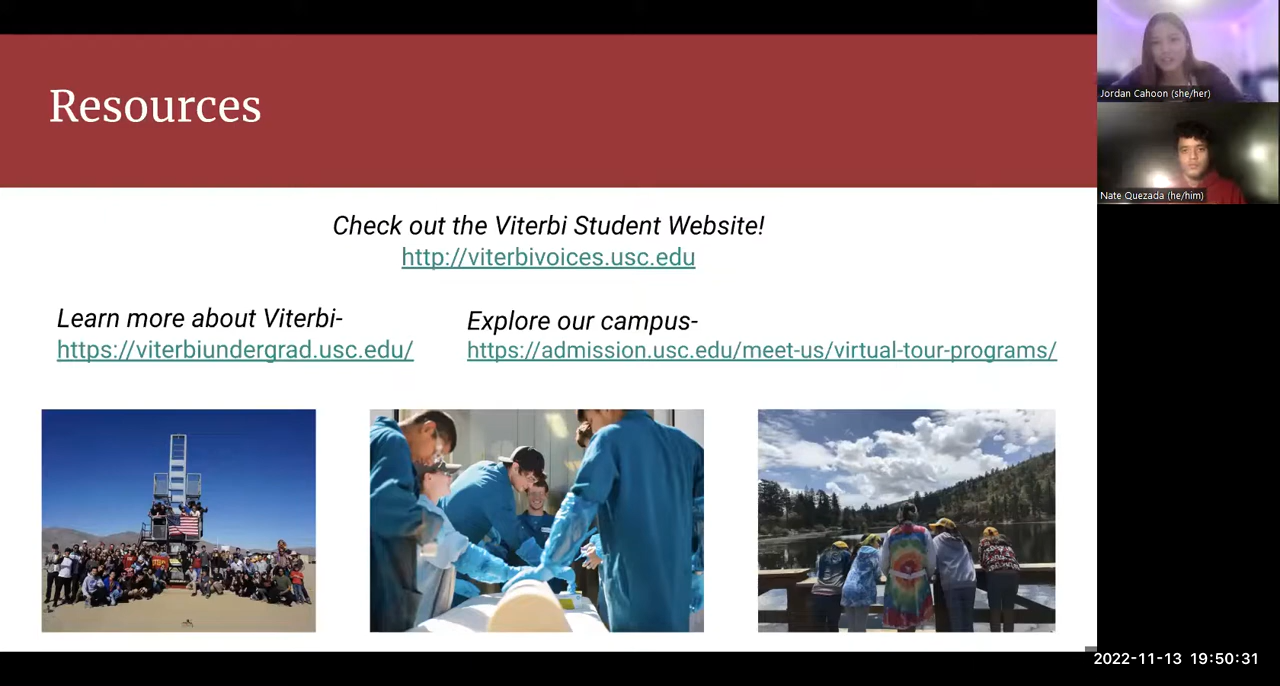 Resources
Check out the Viterbi Student Website!
http://viterbivoices.usc.edu
Learn more about Viterbi-
https://viterbiundergrad.usc.edu/
Explore our campus-
https://admission.usc.edu/meet-us/virtual-tour-programs/
Jordan Cahoon (she/her)
Nate Quezada (he/him)
2022-11-13 19:50:31